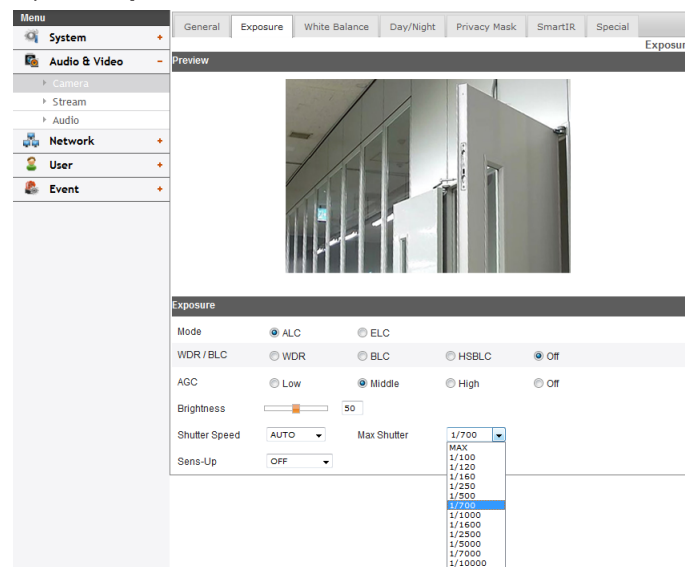 Menu
General Exposure White Balance Day/Night Privacy Mask SmartIR Special
System +
Exposur
Audio & Video -
Preview
Camera
Stream
Audio
Network +
User +
Event +
Exposure
Mode ALC ELC
WDR / BLC WDR BLC HSBLC Off
AGC Low Middle High Off
Brightness 50
Shutter Speed AUTO Max Shutter 1/700
Sens-Up OFF
MAX
1/100
1/120
1/160
1/250
1/500
1/700
1/1000
1/1600
1/2500
1/5000
1/7000
1/10000